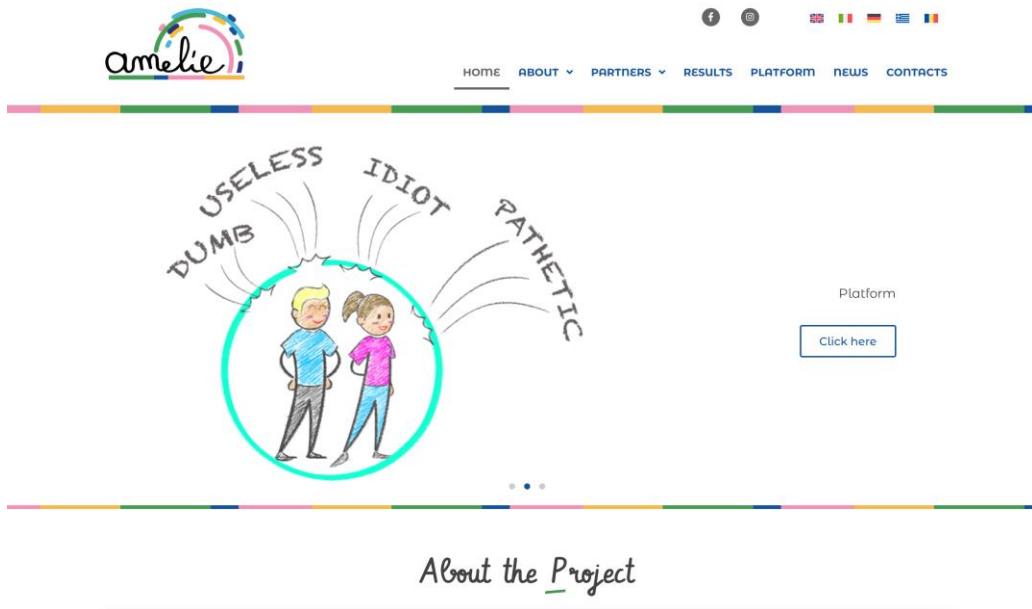 amelie
HOME ABOUT PARTNERS RESULTS PLATFORM NEWS CONTACTS
DUMB
USELESS
IDIOT
PATHETIC
Platform
Click here
About the Project